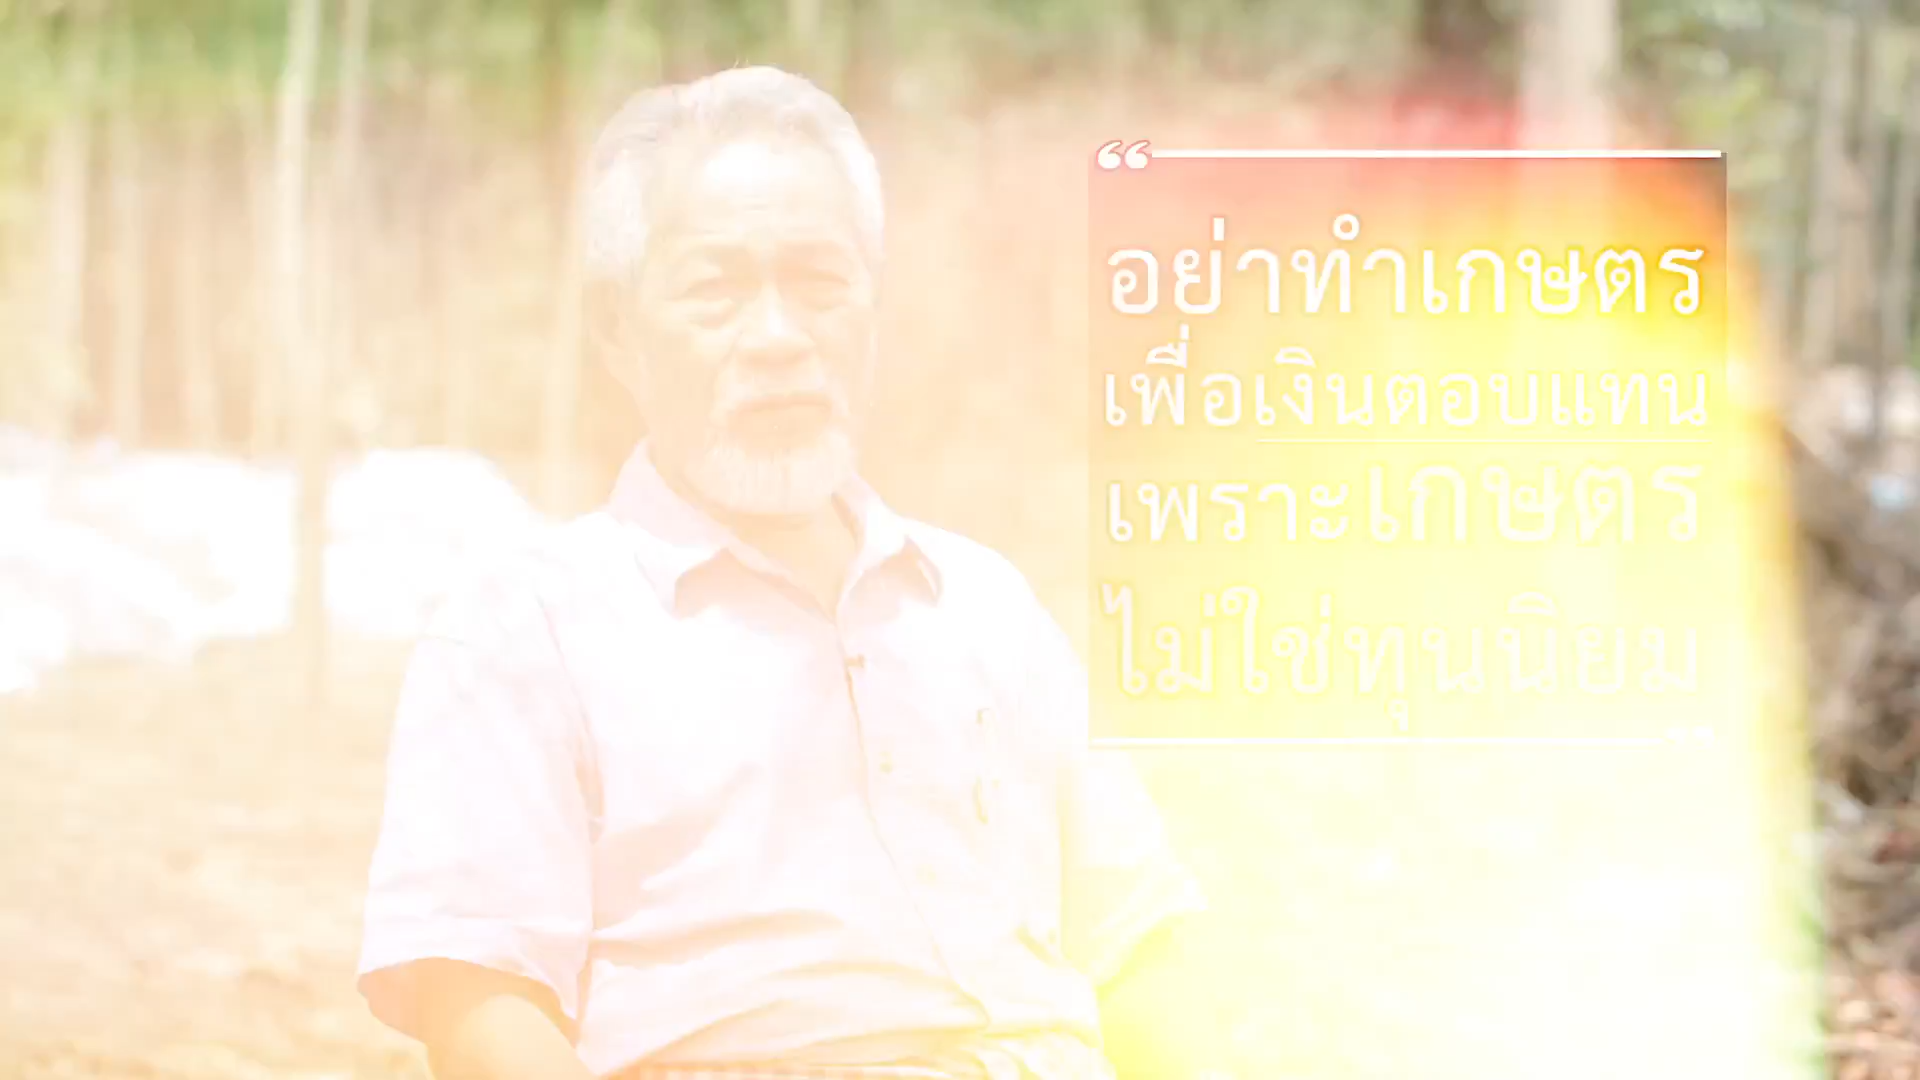 “
อย่าทำเกษตร
เพื่อเงินตอบแทน
เพราะเกษตร
ไม่ใช่ทุนนิยม
”